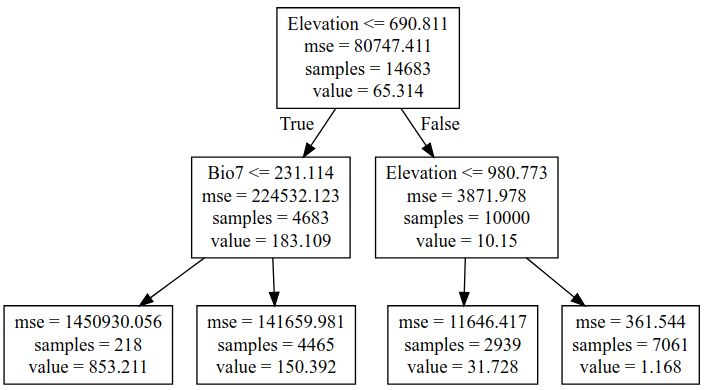 Elevation <= 690.811
mse = 80747.411
samples = 14683
value = 65.314
True
False
Bio7 <= 231.114
mse = 224532.123
samples = 4683
value = 183.109
Elevation <= 980.773
mse = 3871.978
samples = 10000
value = 10.15
mse = 1450930.056
samples = 218
value = 853.211
mse = 141659.981
samples = 4465
value = 150.392
mse = 11646.417
samples = 2939
value = 31.728
mse = 361.544
samples = 7061
value = 1.168